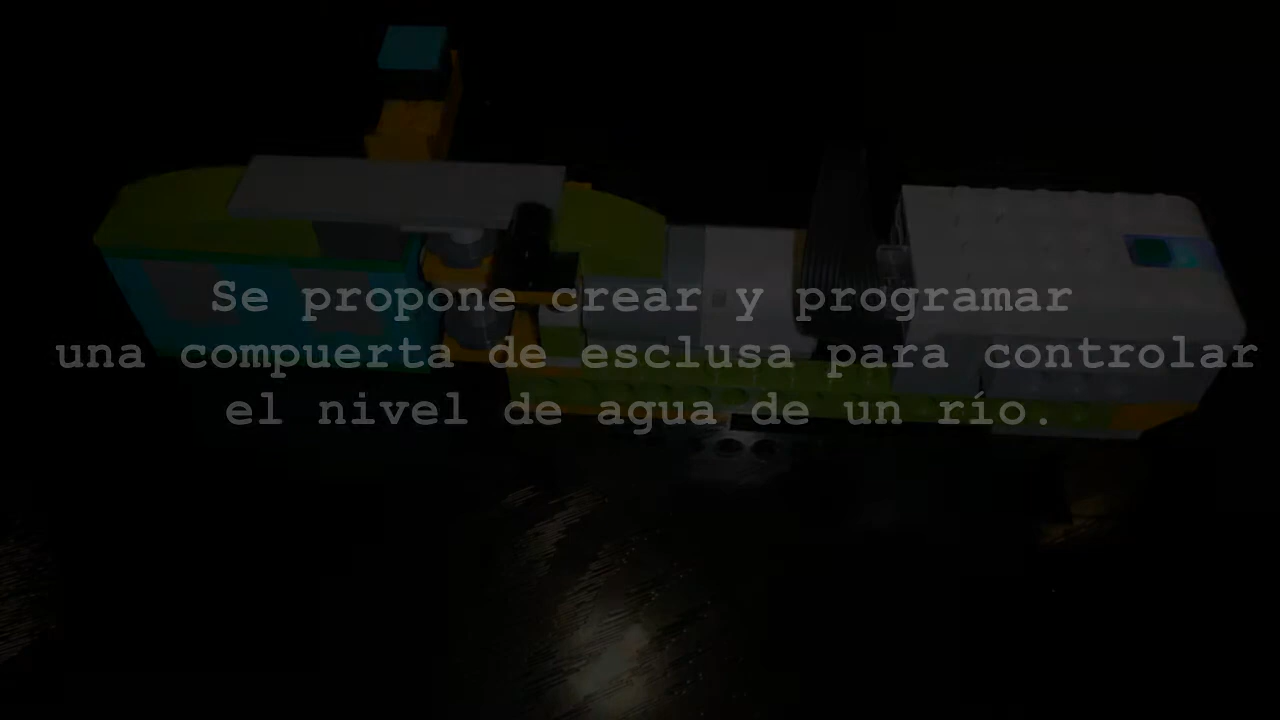 Se propone crear y programar
una compuerta de esclusa para controlar
el nivel de agua de un río.